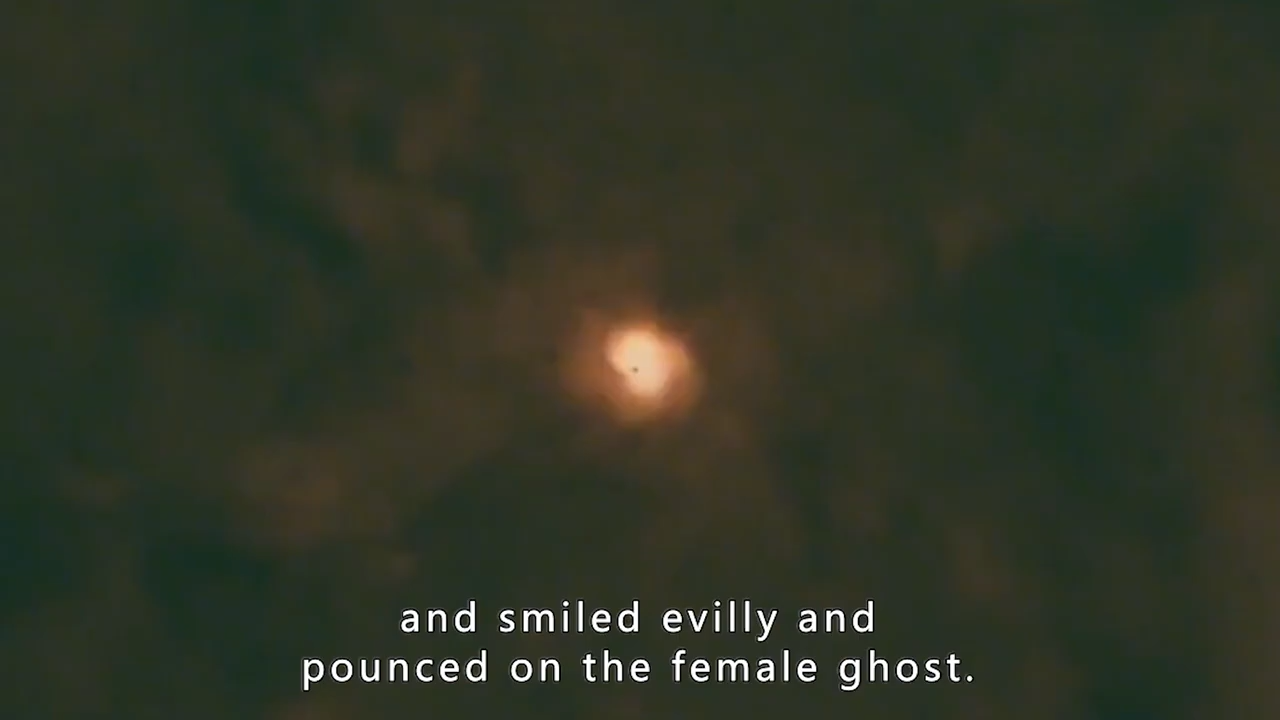 and smiled evilly and
pounced on the female ghost.